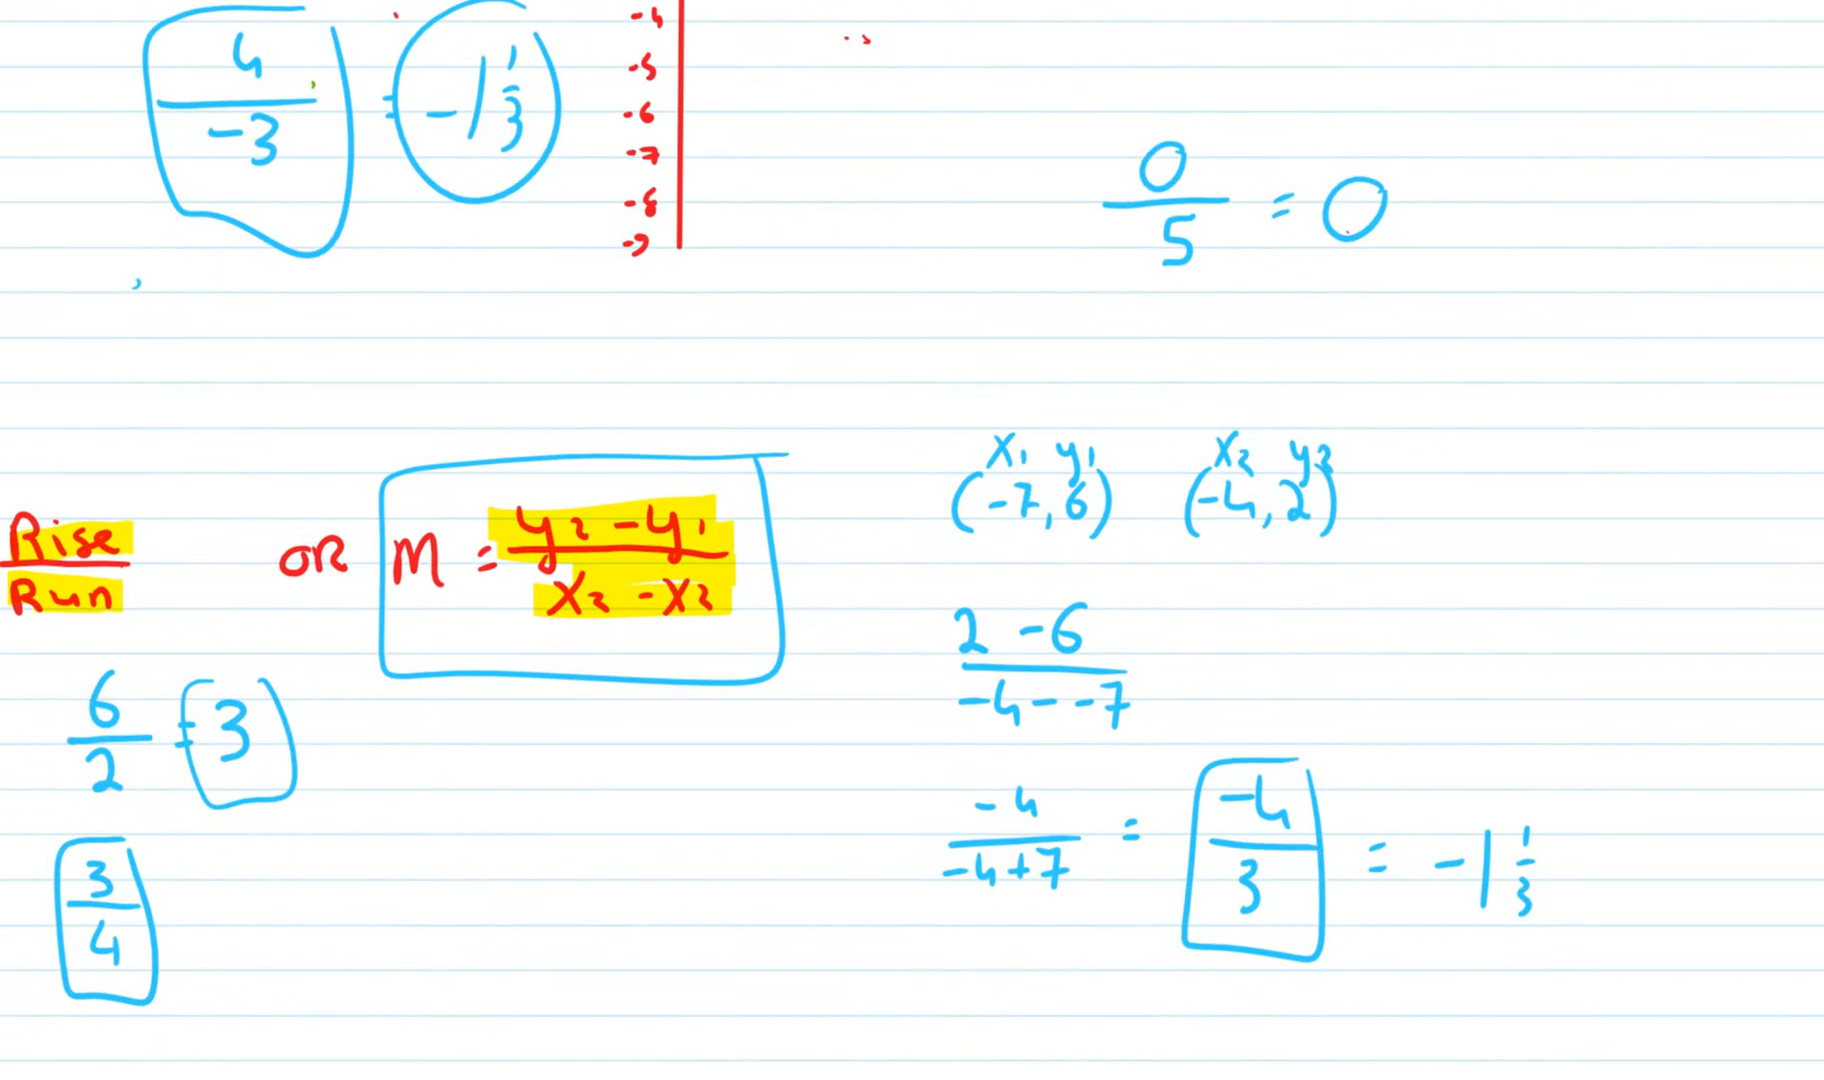 4/-3 = -1 1/3
-4
-5
-6
-7
-8
-9
0/5 = 0
Rise/Run OR M = y2 - y1 / x2 - x2
6/2 = 3
3/4
x1 y1 x2 y2
(-7, 6) (-4, 2)
2 - 6 / -4 - -7
-4 / -4+7 = -4/3 = -1 1/3